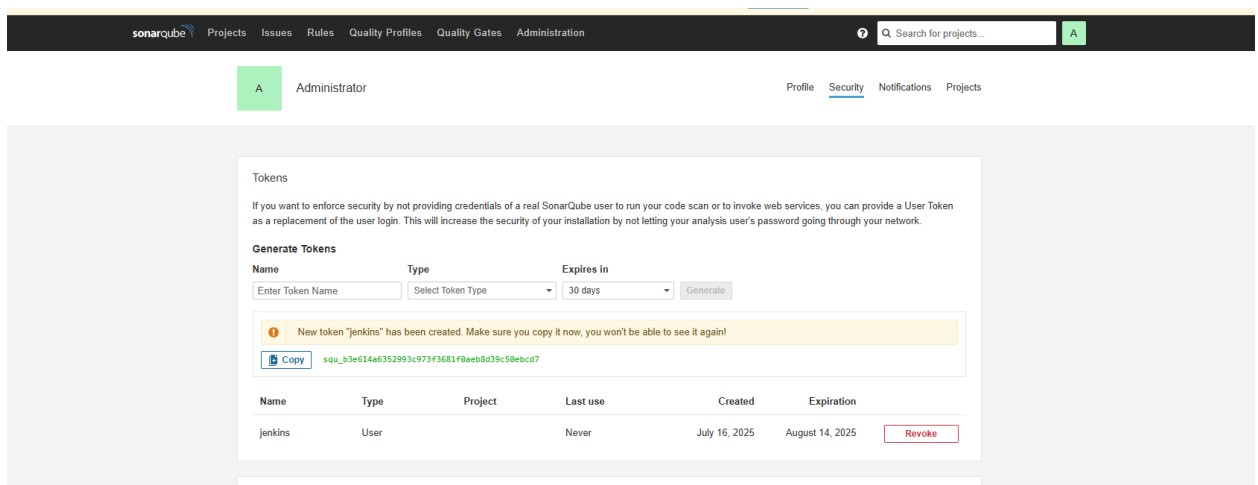 sonarqube Projects Issues Rules Quality Profiles Quality Gates Administration ? Search for projects... A
A Administrator Profile Security Notifications Projects
Tokens
If you want to enforce security by not providing credentials of a real SonarQube user to run your code scan or to invoke web services, you can provide a User Token
as a replacement of the user login. This will increase the security of your installation by not letting your analysis user's password going through your network.
Generate Tokens
Name Type Expires in
Enter Token Name Select Token Type 30 days Generate
New token "jenkins" has been created. Make sure you copy it now, you won't be able to see it again!
Copy squ_b3e614a6352993c973f3681f0aeb8d39c50ebcd7
Name Type Project Last use Created Expiration
jenkins User Never July 16, 2025 August 14, 2025 Revoke